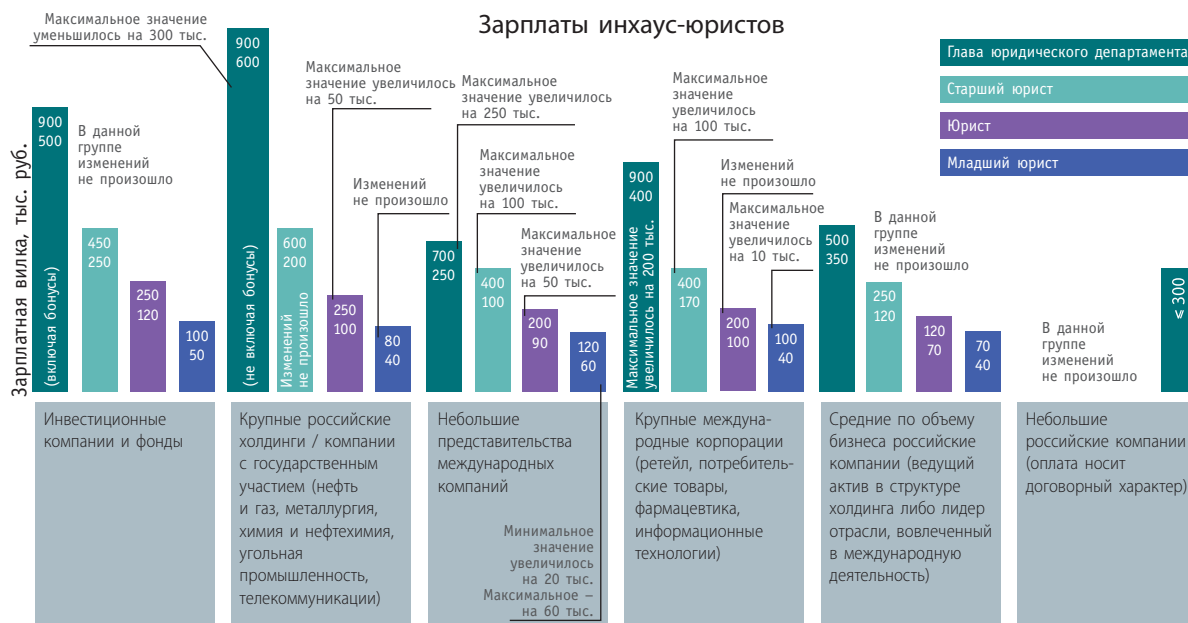 Зарплаты инхаус-юристов
Глава юридического департамента
Старший юрист
Юрист
Младший юрист
Зарплатная вилка, тыс. руб.
900
500
(включая бонусы)
В данной
группе
изменений
не произошло
450
250
250
120
100
50
Инвестиционные
компании и фонды
Максимальное значение
уменьшилось на 300 тыс.
900
600
(не включая бонусы)
600
200
Изменений
не произошло
Максимальное
значение увеличилось
на 50 тыс.
250
100
Изменений
не произошло
80
40
Крупные российские
холдинги / компании
с государственным
участием (нефть
и газ, металлургия,
химия и нефтехимия,
угольная
промышленность,
телекоммуникации)
Максимальное
значение увеличилось
на 250 тыс.
700
250
Максимальное
значение
увеличилось
на 100 тыс.
400
100
Максимальное
значение
увеличилось
на 50 тыс.
200
90
120
60
Небольшие
представительства
международных
компаний
Минимальное
значение
увеличилось
на 20 тыс.
Максимальное –
на 60 тыс.
900
400
Максимальное значение
увеличилось на 200 тыс.
Максимальное
значение
увеличилось
на 100 тыс.
400
170
Изменений
не произошло
200
100
Максимальное
значение
увеличилось
на 10 тыс.
100
40
Крупные междуна-
родные корпорации
(ретейл, потребитель-
ские товары,
фармацевтика,
информационные
технологии)
500
350
В данной
группе
изменений
не произошло
250
120
120
70
70
40
Средние по объему
бизнеса российские
компании (ведущий
актив в структуре
холдинга либо лидер
отрасли, вовлеченный
в международную
деятельность)
В данной
группе
изменений
не произошло
≤ 300
Небольшие
российские компании
(оплата носит
договорный характер)